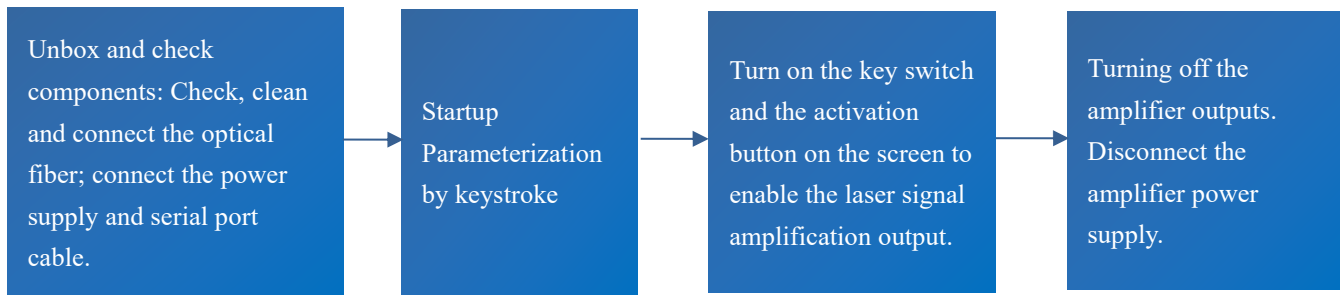 Unbox and check
components: Check, clean
and connect the optical
fiber; connect the power
supply and serial port
cable.
Startup
Parameterization
by keystroke
Turn on the key switch
and the activation
button on the screen to
enable the laser signal
amplification output.
Turning off the
amplifier outputs.
Disconnect the
amplifier power
supply.